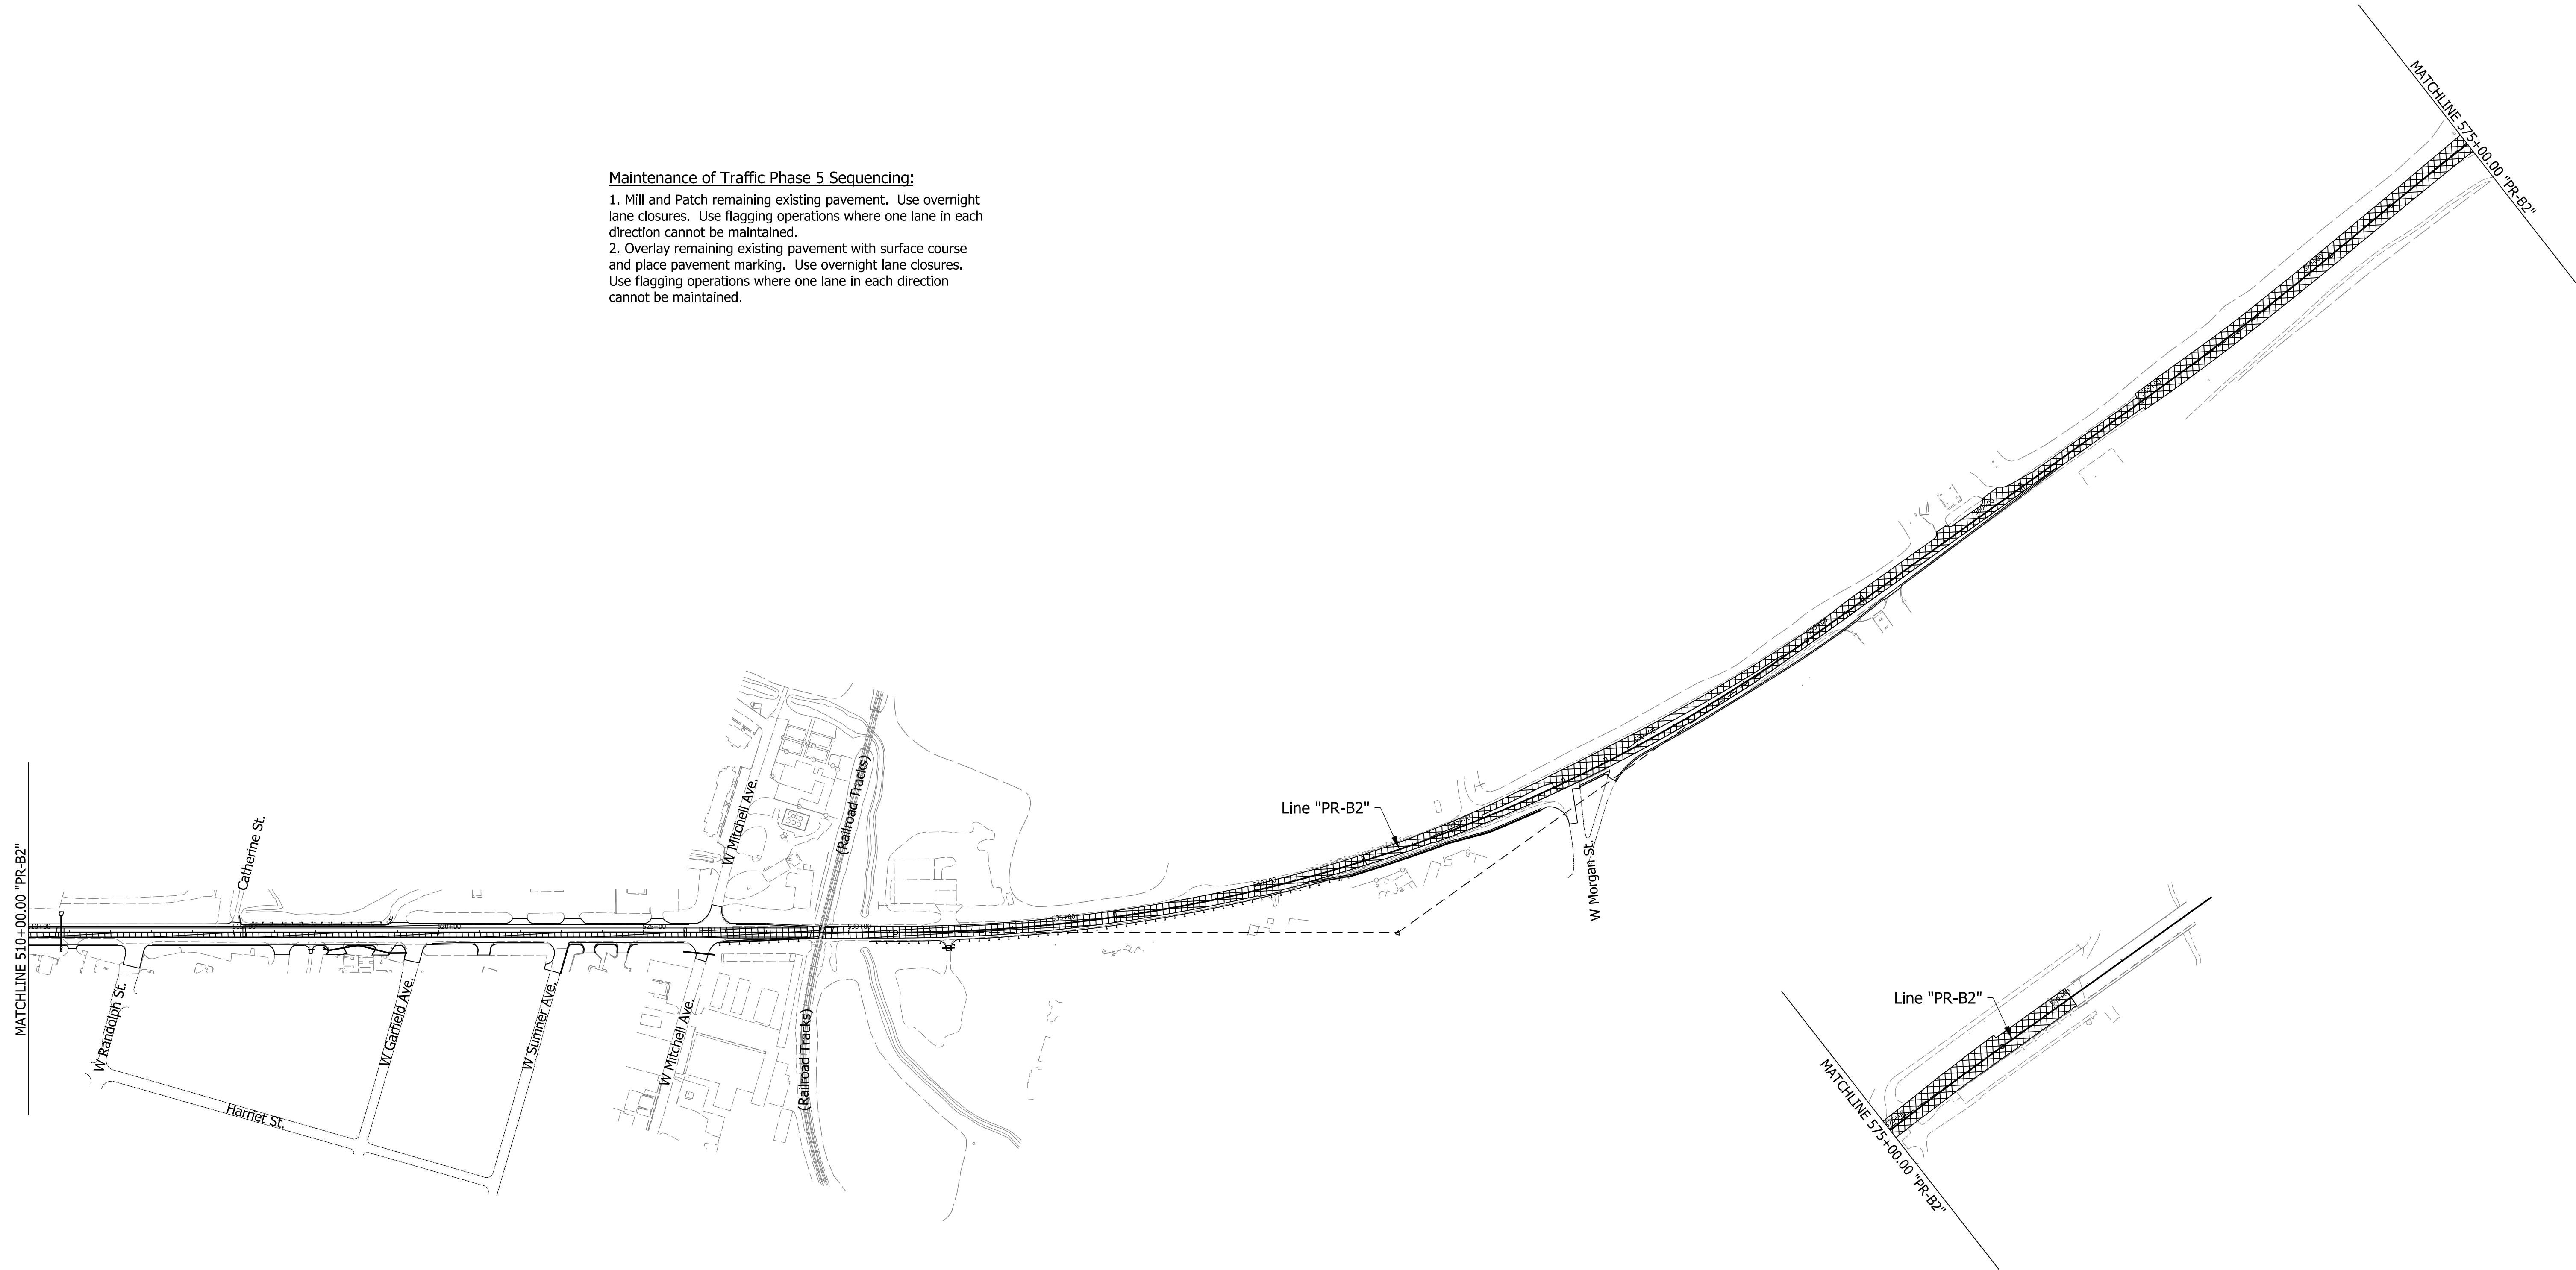 Maintenance of Traffic Phase 5 Sequencing:
1. Mill and Patch remaining existing pavement.  Use overnight
lane closures.  Use flagging operations where one lane in each
direction cannot be maintained.
2. Overlay remaining existing pavement with surface course
and place pavement marking.  Use overnight lane closures.
Use flagging operations where one lane in each direction
cannot be maintained.
MATCHLINE 575+00.00 "PR-B2"
MATCHLINE 510+00.00 "PR-B2"
Catherine St.
W Mitchell Ave.
(Railroad Tracks)
Line "PR-B2"
W Morgan St.
520+00
525+00
W Randolph St.
W Garfield Ave.
W Sumner Ave.
W Mitchell Ave.
(Railroad Tracks)
Harriet St.
Line "PR-B2"
MATCHLINE 575+00.00 "PR-B2"